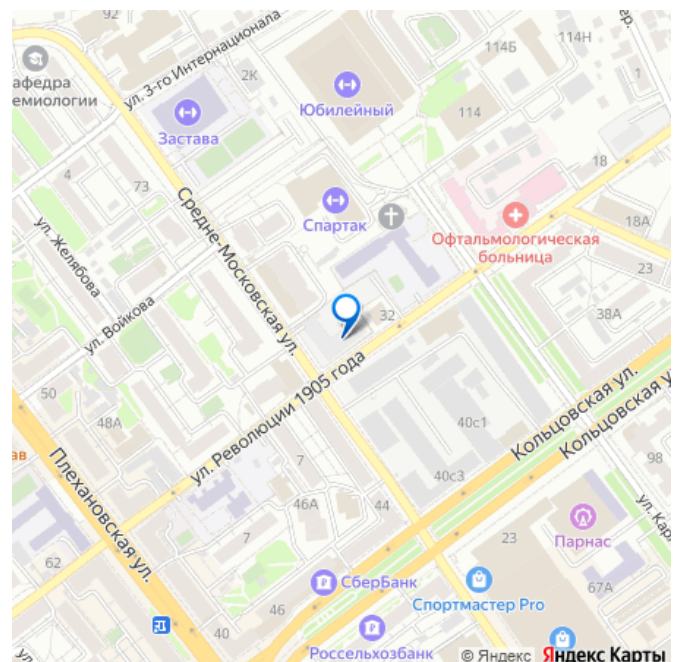 92
ул. 3-го Интернационала
афедра
емиологии
2К
Застава
Юбилейный
114Б
114Н
1
114
4
73
ул. Желябова
Средне-Московская ул.
Спартак
18
Офтальмологическая
больница
18А
23
ул. Войкова
32
38А
50
48А
ав
ул. Революции 1905 года
40с1
Кольцовская ул.
Кольцовская у
Плехановская ул.
7
40с3
98
46А
44
ул. Кар
7
23
Парнас
62
СберБанк
Спортмастер Pro
67А
46
40
Россельхозбанк
© Яндекс Яндекс Карты